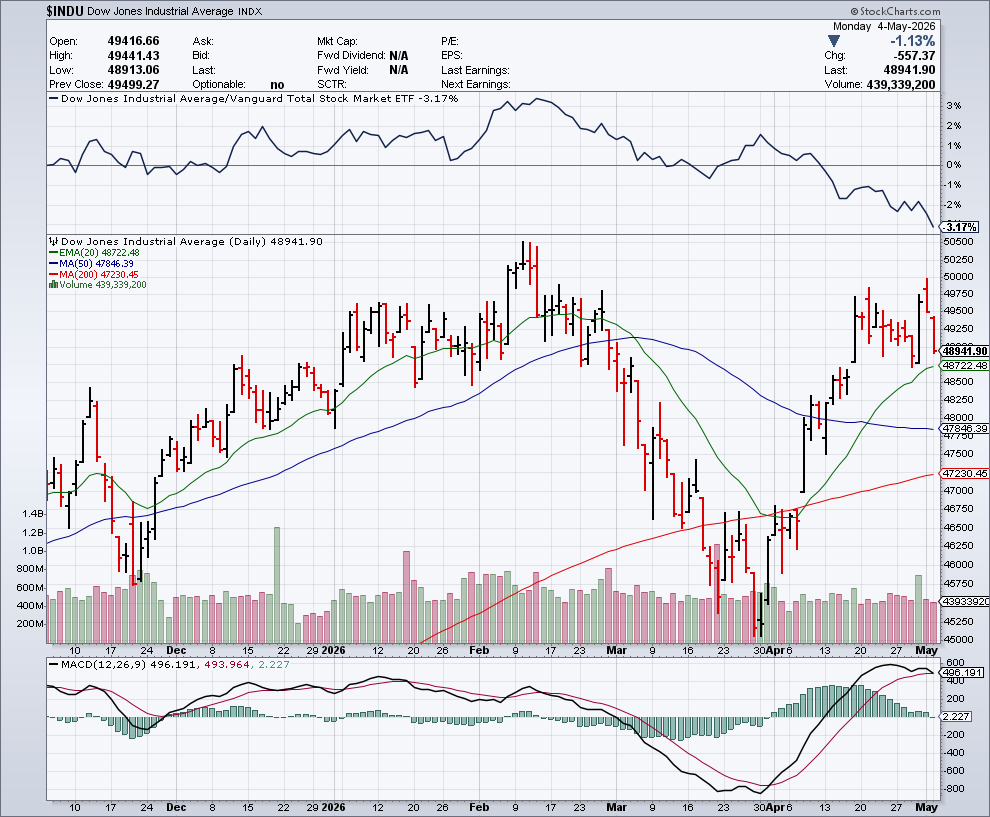 $INDU Dow Jones Industrial Average INDX
© StockCharts.com
Monday 4-May-2026
Open: 49416.66 Ask: Mkt Cap: P/E: -1.13%
High: 49441.43 Bid: Fwd Dividend: N/A EPS: Chg: -557.37
Low: 48913.06 Last: Fwd Yield: N/A Last Earnings: Last: 48941.90
Prev Close: 49499.27 Optionable: no SCTR: Next Earnings: Volume: 439,339,200
Dow Jones Industrial Average/Vanguard Total Stock Market ETF -3.17%
3%
2%
1%
0%
-1%
-2%
-3.17%
Dow Jones Industrial Average (Daily) 48941.90
EMA(20) 48722.48
MA(50) 47846.39
MA(200) 47230.45
Volume 439,339,200
50500
50250
50000
49750
49500
49250
48941.90
48722.48
48500
48250
48000
47846.39
47750
47500
47230.45
47000
1.4B 46750
1.2B 46500
1.0B 46250
46000
800M 45750
600M
400M 43933920
200M 45250
45000
10 17 24 Dec 8 15 22 29 2026 12 20 26 Feb 9 17 23 Mar 9 16 23 30 Apr 6 13 20 27 May
MACD(12,26,9) 496.191, 493.964, 2.227
600
496.191
400
200
2.227
-200
-400
-600
-800
10 17 24 Dec 8 15 22 29 2026 12 20 26 Feb 9 17 23 Mar 9 16 23 30 Apr 6 13 20 27 May